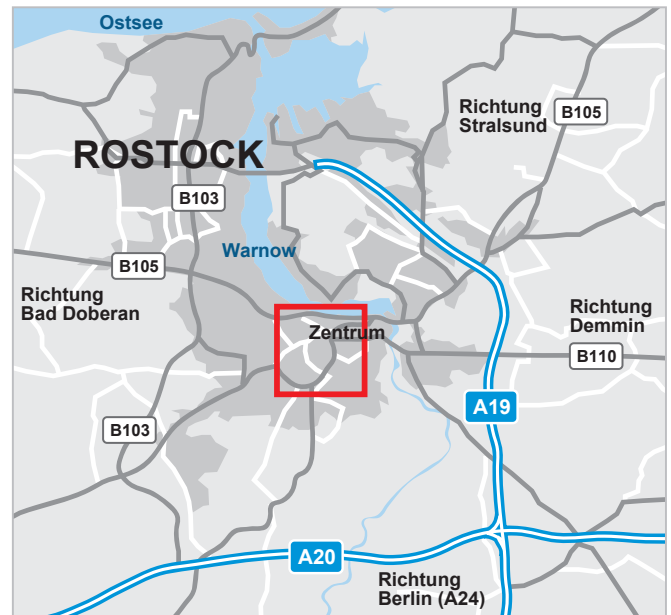 Ostsee
Richtung
Stralsund
B105
ROSTOCK
B103
Warnow
B105
Richtung
Bad Doberan
Richtung
Demmin
Zentrum
B110
A19
B103
A20
Richtung
Berlin (A24)